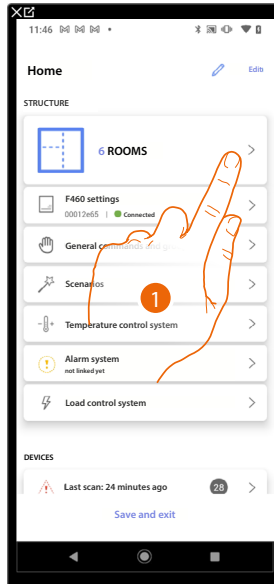 11:46
Home
Edit
STRUCTURE
6 ROOMS
F460 settings
00012e65 | Connected
General commands and
Scenarios
1
Temperature control system
Alarm system
not linked yet
Load control system
DEVICES
Last scan: 24 minutes ago 28
Save and exit